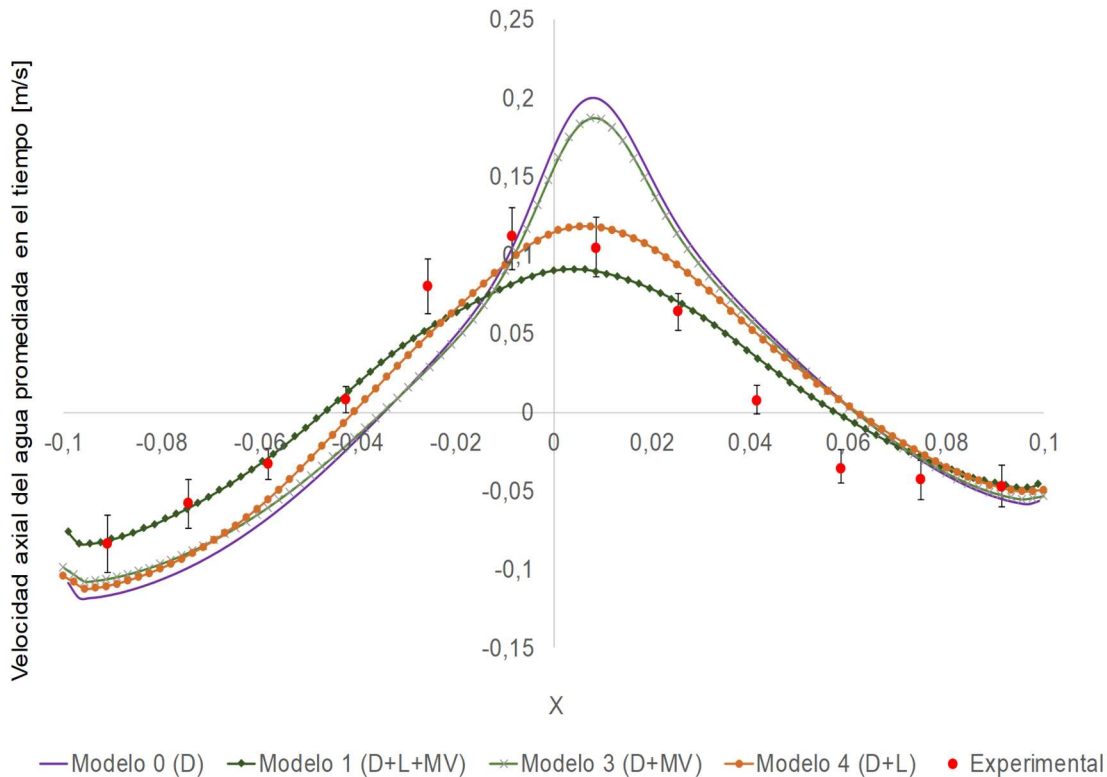 Velocidad axial del agua promediada en el tiempo [m/s]
0,25
0,2
0,15
0,1
0,05
0
-0,05
-0,1
-0,15
-0.1 -0.08 -0.06 -0.04 -0.02 0 0.02 0.04 0.06 0.08 0.1
X
Modelo 0 (D) Modelo 1 (D+L+MV) Modelo 3 (D+MV) Modelo 4 (D+L) Experimental